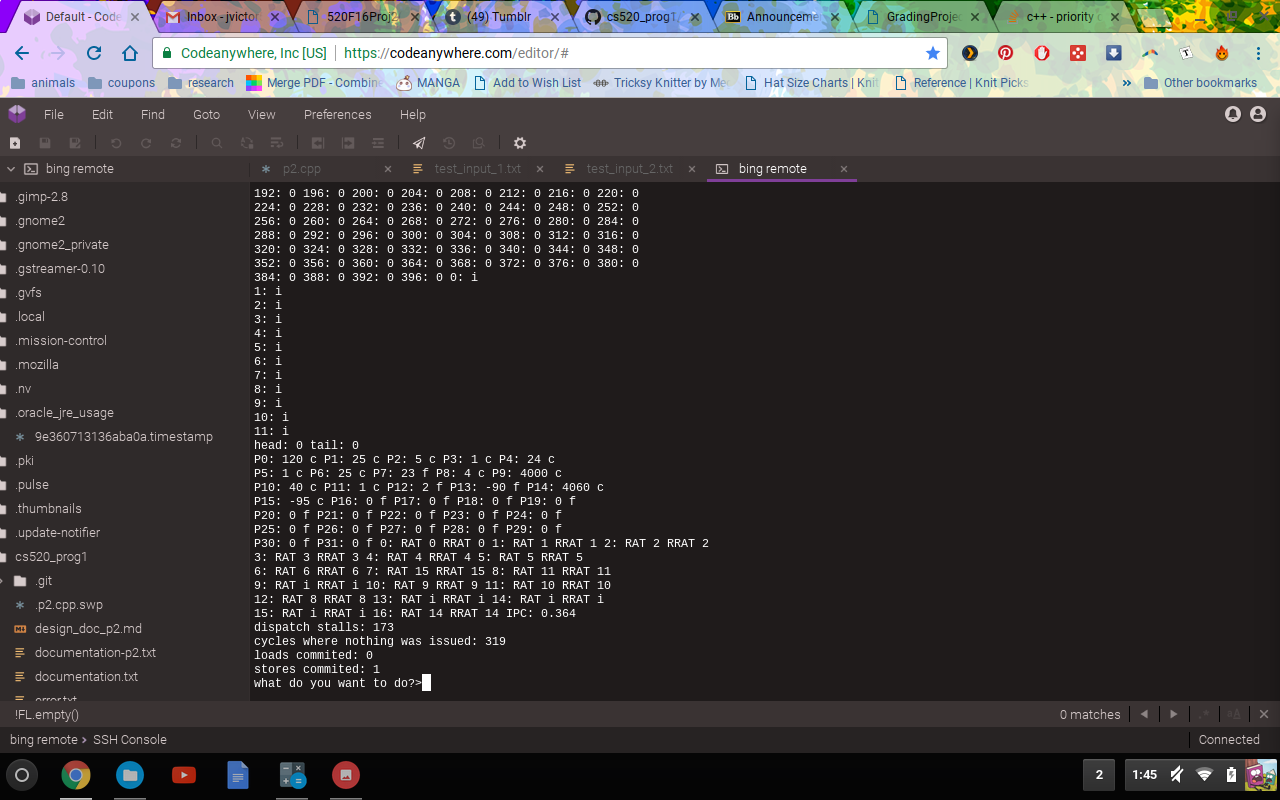 Default - Code
Inbox - jvictor
520F16Proj2
(49) Tumblr
cs520_prog1/
Announceme
GradingProje
c++ - priority
Codeanywhere, Inc [US] https://codeanywhere.com/editor/#
animals coupons research Merge PDF - Combin MANGA Add to Wish List Tricksy Knitter by Me Hat Size Charts | Knit Reference | Knit Picks » Other bookmarks
File Edit Find Goto View Preferences Help
bing remote
p2.cpp test_input_1.txt test_input_2.txt bing remote
.gimp-2.8
.gnome2
.gnome2_private
.gstreamer-0.10
.gvfs
.local
.mission-control
.mozilla
.nv
.oracle_jre_usage
9e360713136aba0a.timestamp
.pki
.pulse
.thumbnails
.update-notifier
cs520_prog1
.git
.p2.cpp.swp
design_doc_p2.md
documentation-p2.txt
documentation.txt
error.txt
192: 0 196: 0 200: 0 204: 0 208: 0 212: 0 216: 0 220: 0
224: 0 228: 0 232: 0 236: 0 240: 0 244: 0 248: 0 252: 0
256: 0 260: 0 264: 0 268: 0 272: 0 276: 0 280: 0 284: 0
288: 0 292: 0 296: 0 300: 0 304: 0 308: 0 312: 0 316: 0
320: 0 324: 0 328: 0 332: 0 336: 0 340: 0 344: 0 348: 0
352: 0 356: 0 360: 0 364: 0 368: 0 372: 0 376: 0 380: 0
384: 0 388: 0 392: 0 396: 0 0: i
1: i
2: i
3: i
4: i
5: i
6: i
7: i
8: i
9: i
10: i
11: i
head: 0 tail: 0
P0: 120 c P1: 25 c P2: 5 c P3: 1 c P4: 24 c
P5: 1 c P6: 25 c P7: 23 f P8: 4 c P9: 4000 c
P10: 40 c P11: 1 c P12: 2 f P13: -90 f P14: 4060 c
P15: -95 c P16: 0 f P17: 0 f P18: 0 f P19: 0 f
P20: 0 f P21: 0 f P22: 0 f P23: 0 f P24: 0 f
P25: 0 f P26: 0 f P27: 0 f P28: 0 f P29: 0 f
P30: 0 f P31: 0 f 0: RAT 0 RRAT 0 1: RAT 1 RRAT 1 2: RAT 2 RRAT 2
3: RAT 3 RRAT 3 4: RAT 4 RRAT 4 5: RAT 5 RRAT 5
6: RAT 6 RRAT 6 7: RAT 15 RRAT 15 8: RAT 11 RRAT 11
9: RAT i RRAT i 10: RAT 9 RRAT 9 11: RAT 10 RRAT 10
12: RAT 8 RRAT 8 13: RAT i RRAT i 14: RAT i RRAT i
15: RAT i RRAT i 16: RAT 14 RRAT 14 IPC: 0.364
dispatch stalls: 173
cycles where nothing was issued: 319
loads commited: 0
stores commited: 1
what do you want to do?>
!FL.empty() 0 matches
bing remote SSH Console Connected
2 1:45